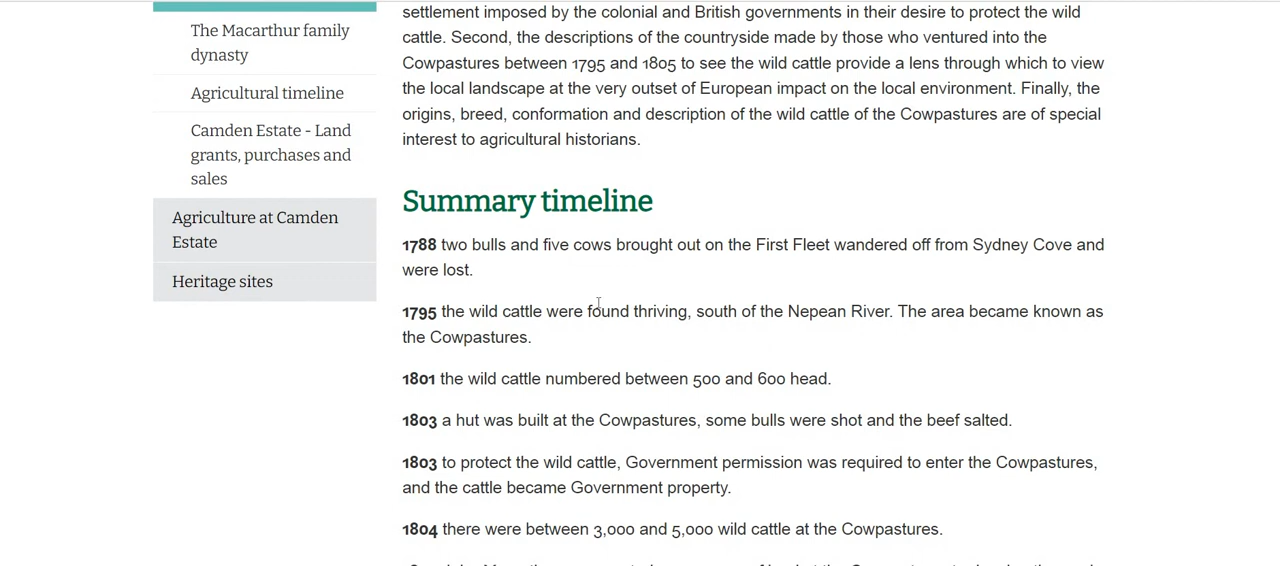 settlement imposed by the colonial and British governments in their desire to protect the wild
cattle. Second, the descriptions of the countryside made by those who ventured into the
Cowpastures between 1795 and 1805 to see the wild cattle provide a lens through which to view
the local landscape at the very outset of European impact on the local environment. Finally, the
origins, breed, conformation and description of the wild cattle of the Cowpastures are of special
interest to agricultural historians.
The Macarthur family
dynasty
Agricultural timeline
Camden Estate - Land
grants, purchases and
sales
Agriculture at Camden
Estate
Heritage sites
Summary timeline
1788 two bulls and five cows brought out on the First Fleet wandered off from Sydney Cove and
were lost.
1795 the wild cattle were found thriving, south of the Nepean River. The area became known as
the Cowpastures.
1801 the wild cattle numbered between 500 and 600 head.
1803 a hut was built at the Cowpastures, some bulls were shot and the beef salted.
1803 to protect the wild cattle, Government permission was required to enter the Cowpastures,
and the cattle became Government property.
1804 there were between 3,000 and 5,000 wild cattle at the Cowpastures.